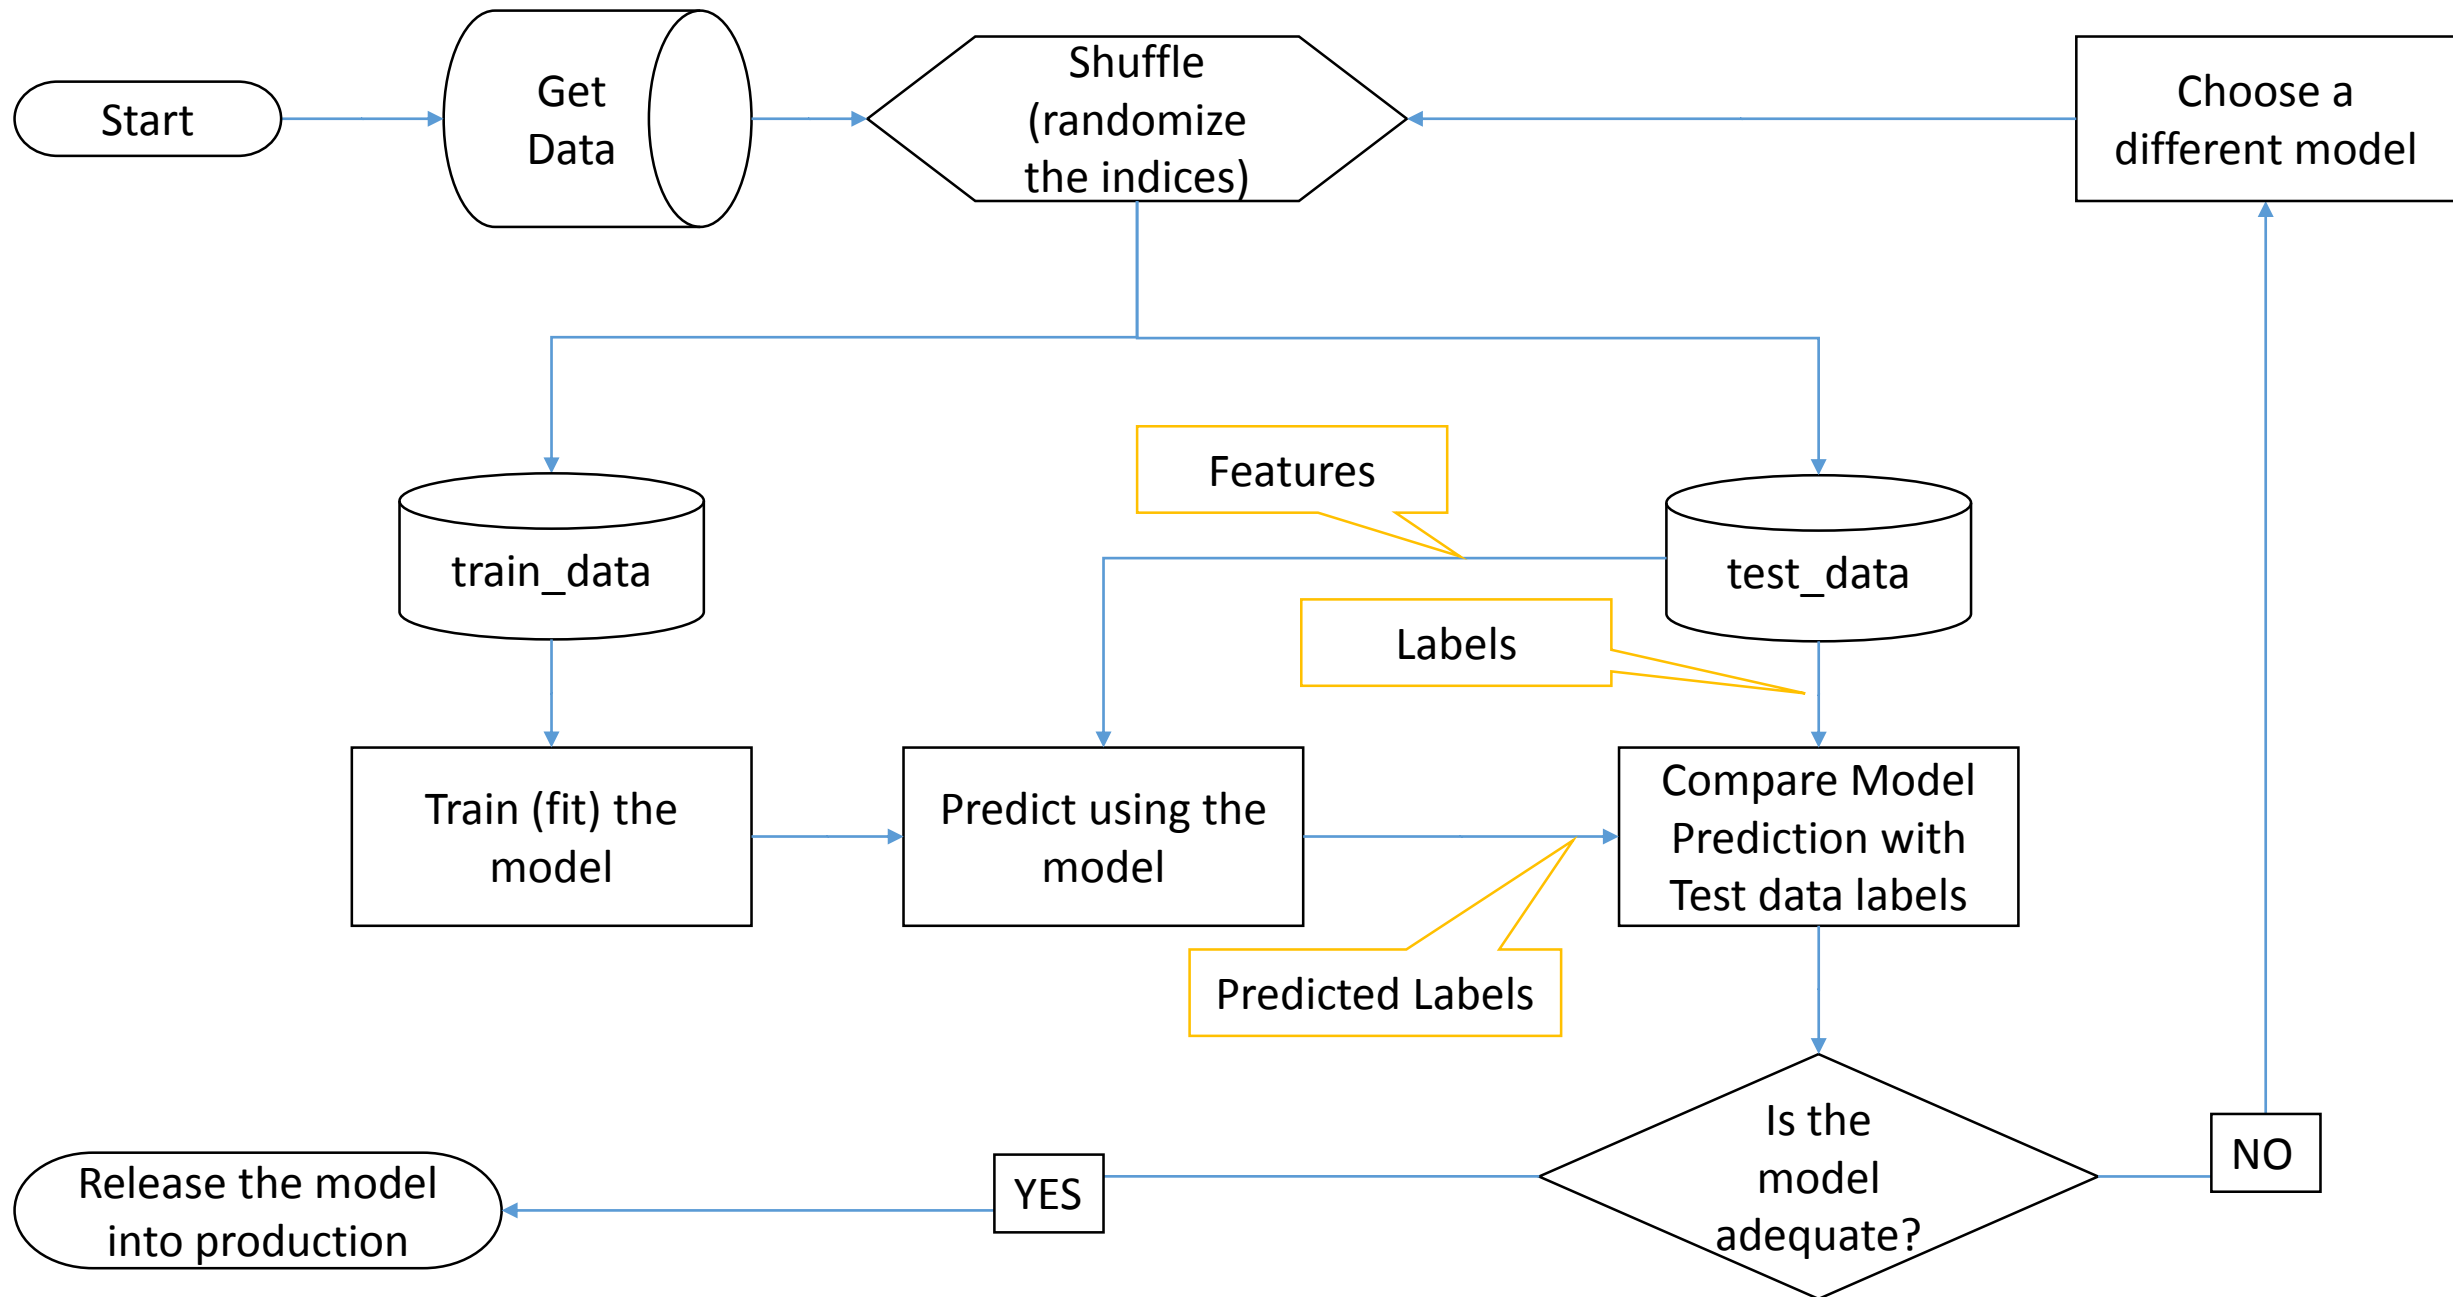 Start
Get
Data
Shuffle
(randomize
the indices)
Choose a
different model
Features
train_data
test_data
Labels
Train (fit) the
model
Predict using the
model
Compare Model
Prediction with
Test data labels
Predicted Labels
Is the
model
adequate?
NO
YES
Release the model
into production